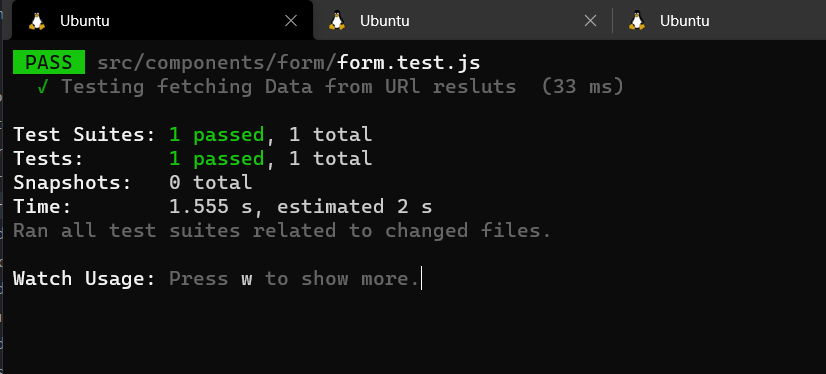 Ubuntu Ubuntu Ubuntu
PASS src/components/form/form.test.js
✓ Testing fetching Data from URl resluts (33 ms)
Test Suites: 1 passed, 1 total
Tests: 1 passed, 1 total
Snapshots: 0 total
Time: 1.555 s, estimated 2 s
Ran all test suites related to changed files.
Watch Usage: Press w to show more.